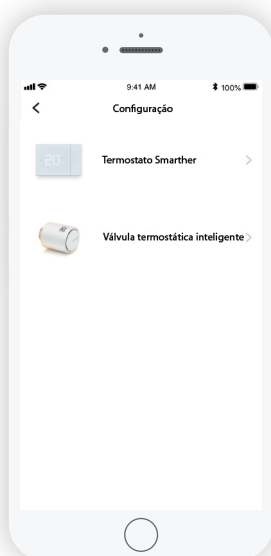 9:41 AM
100%
Configuração
20
Termostato Smarther
Válvula termostática inteligente